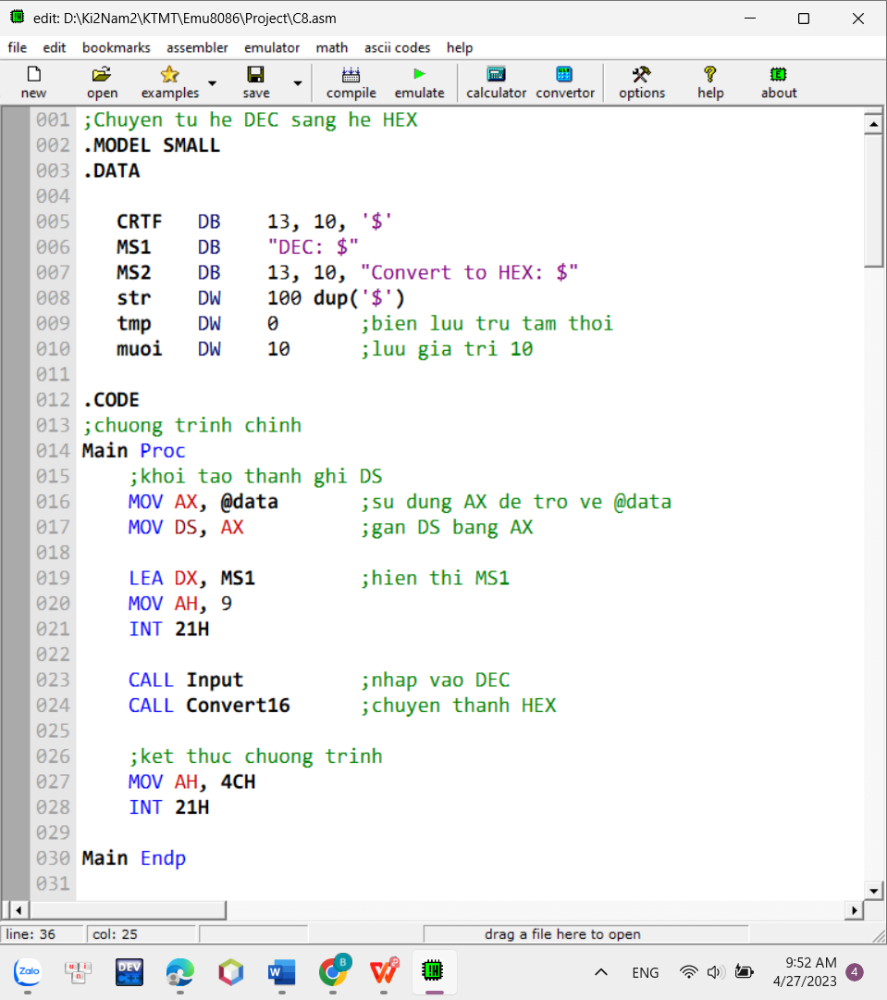 edit: D:\Ki2Nam2\KTMT\Emu8086\Project\C8.asm
file edit bookmarks assembler emulator math ascii codes help
new open examples save compile emulate calculator convertor options help about
001 ;Chuyen tu he DEC sang he HEX
002 .MODEL SMALL
003 .DATA
004
005 CRTF DB 13, 10, '$'
006 MS1 DB "DEC: $"
007 MS2 DB 13, 10, "Convert to HEX: $"
008 str DW 100 dup('$')
009 tmp DW 0 ;bien luu tru tam thoi
010 muoi DW 10 ;luu gia tri 10
011
012 .CODE
013 ;chuong trinh chinh
014 Main Proc
015 ;khoi tao thanh ghi DS
016 MOV AX, @data ;su dung AX de tro ve @data
017 MOV DS, AX ;gan DS bang AX
018
019 LEA DX, MS1 ;hien thi MS1
020 MOV AH, 9
021 INT 21H
022
023 CALL Input ;nhap vao DEC
024 CALL Convert16 ;chuyen thanh HEX
025
026 ;ket thuc chuong trinh
027 MOV AH, 4CH
028 INT 21H
029
030 Main Endp
031
line: 36 col: 25 drag a file here to open
Zalo DEV C++ W B W ENG 9:52 AM 4
4/27/2023